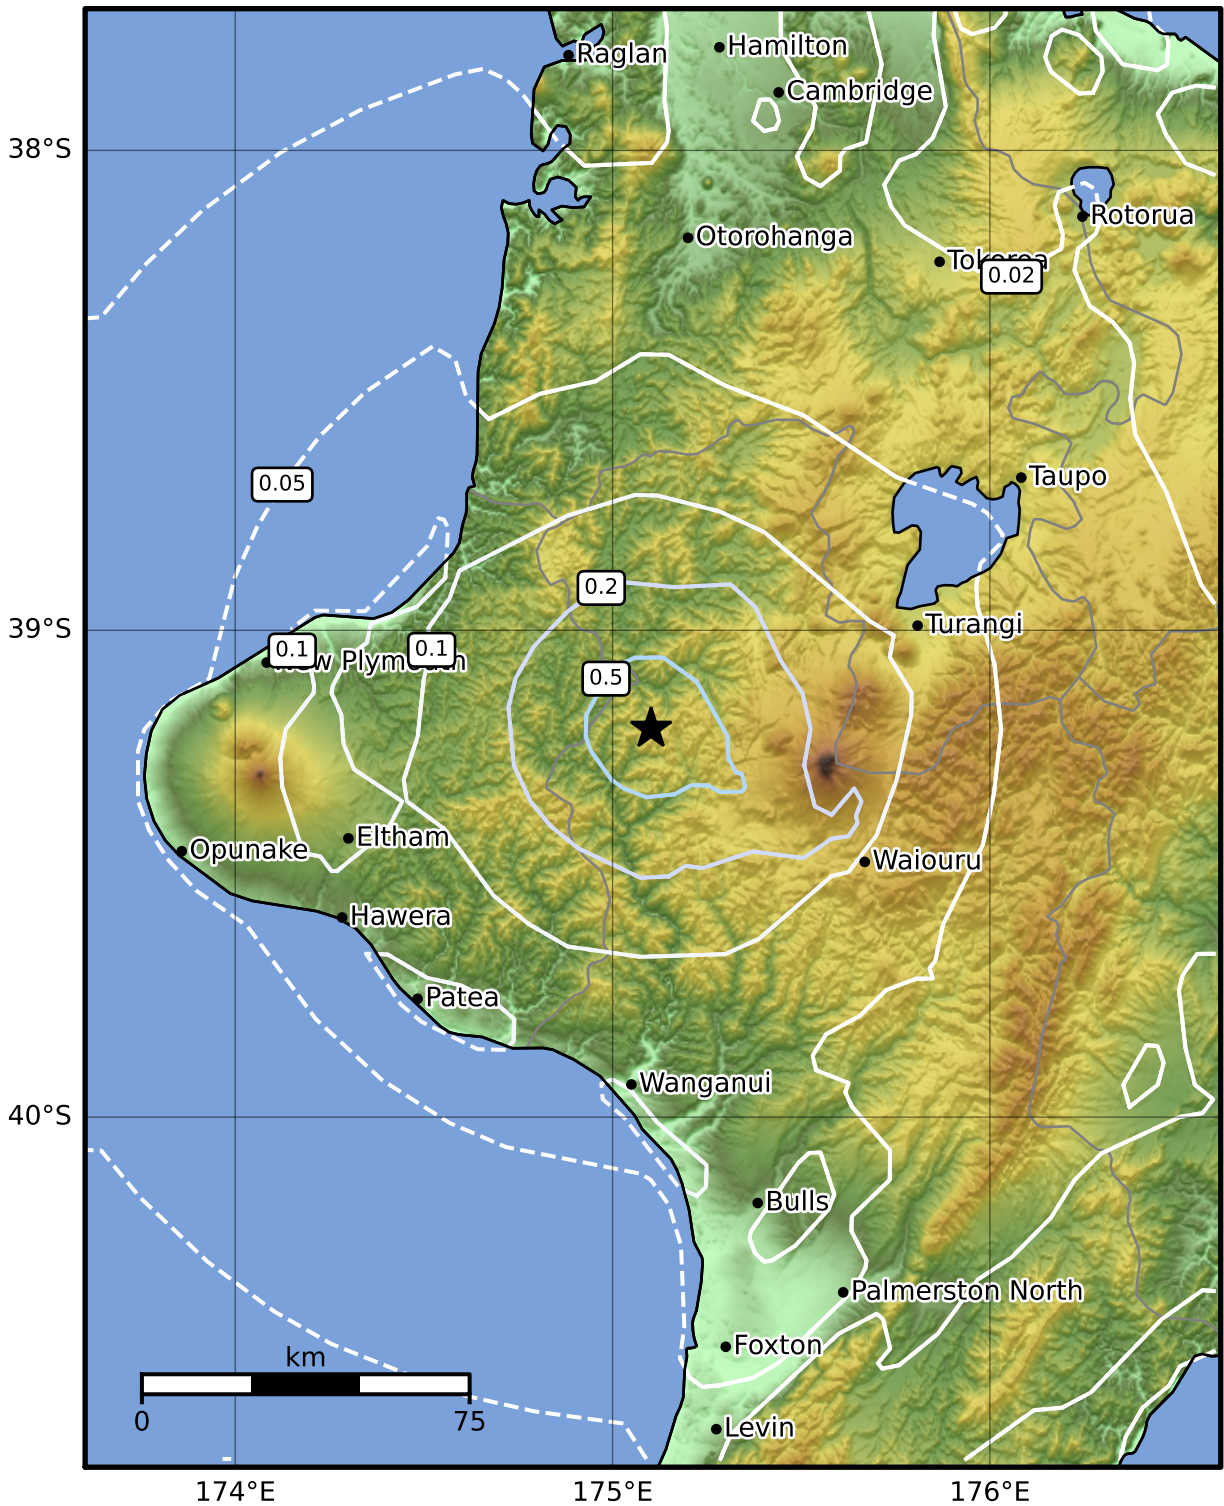 Raglan
Hamilton
Cambridge
38°S
Otorohanga
Rotorua
0.02
Taupo
0.05
0.2
39°S
Turangi
0.1
0.1
0.5
Opunake
Eltham
Waiouru
Hawera
Patea
Wanganui
40°S
Bulls
Palmerston North
Foxton
km
0
75
Levin
174°E
175°E
176°E